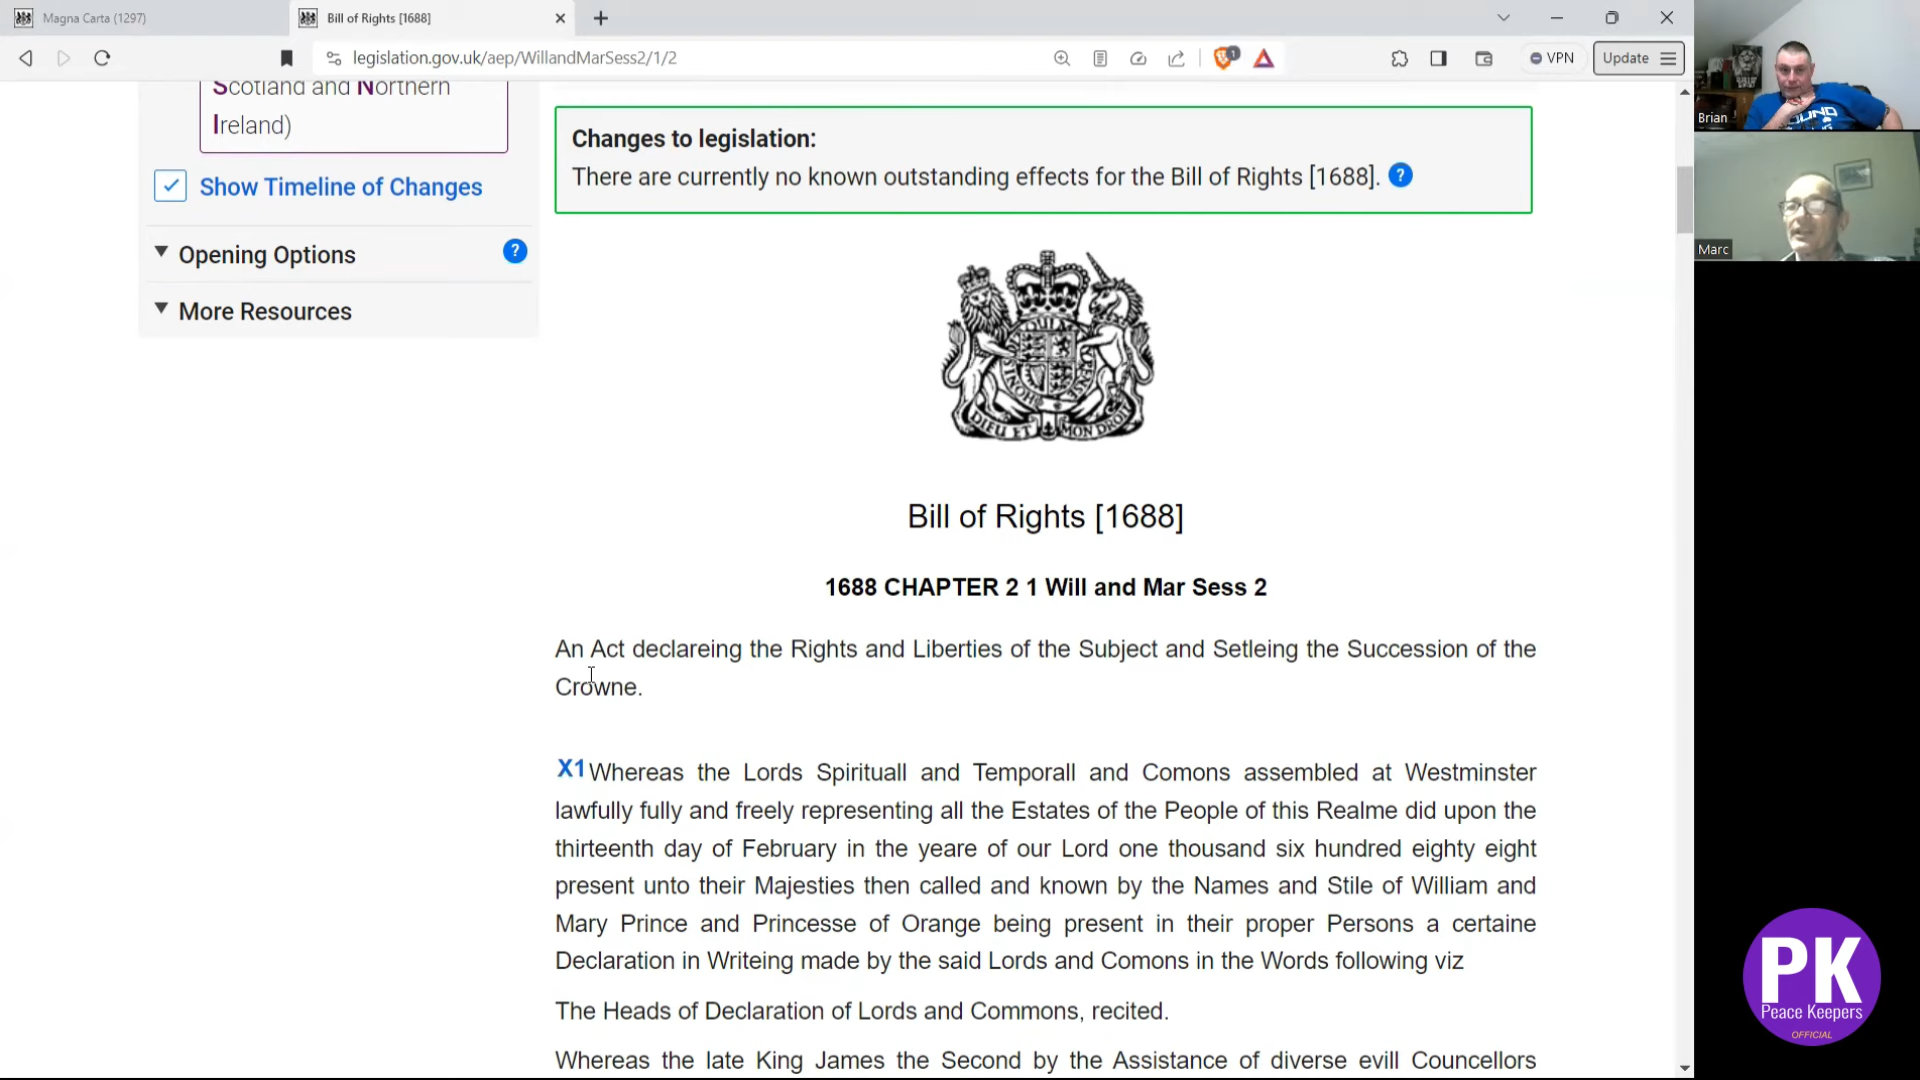 Magna Carta (1297)
Bill of Rights [1688]
legislation.gov.uk/aep/WillandMarSess2/1/2
1
VPN
Update
Scotland and Northern
Ireland)
Show Timeline of Changes
Opening Options
?
More Resources
Changes to legislation:
There are currently no known outstanding effects for the Bill of Rights [1688]. ?
DIEU ET MON DROIT
Bill of Rights [1688]
1688 CHAPTER 2 1 Will and Mar Sess 2
An Act declareing the Rights and Liberties of the Subject and Setleing the Succession of the
Crowne.
X1 Whereas the Lords Spirituall and Temporall and Comons assembled at Westminster
lawfully fully and freely representing all the Estates of the People of this Realme did upon the
thirteenth day of February in the yeare of our Lord one thousand six hundred eighty eight
present unto their Majesties then called and known by the Names and Stile of William and
Mary Prince and Princesse of Orange being present in their proper Persons a certaine
Declaration in Writeing made by the said Lords and Comons in the Words following viz
The Heads of Declaration of Lords and Commons, recited.
Whereas the late King James the Second by the Assistance of diverse evill Councellors
Brian
Marc
PK
Peace Keepers
OFFICIAL